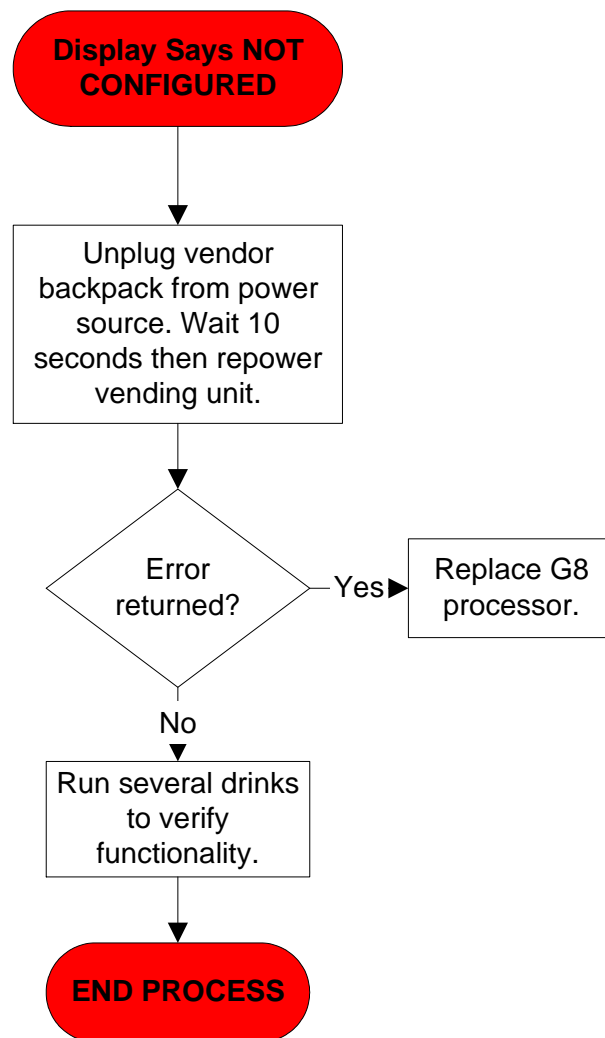 Display Says NOT
CONFIGURED
Unplug vendor
backpack from power
source. Wait 10
seconds then repower
vending unit.
Error
returned?
Yes
Replace G8
processor.
No
Run several drinks
to verify
functionality.
END PROCESS